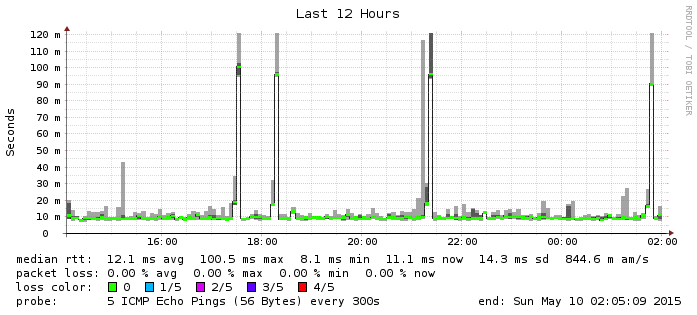 Last 12 Hours
RRDTOOL / TOBI OETIKER
Seconds
120 m
110 m
100 m
90 m
80 m
70 m
60 m
50 m
40 m
30 m
20 m
10 m
0
16:00 18:00 20:00 22:00 00:00 02:00
median rtt: 12.1 ms avg 100.5 ms max 8.1 ms min 11.1 ms now 14.3 ms sd 844.6 m am/s
packet loss: 0.00 % avg 0.00 % max 0.00 % min 0.00 % now
loss color: 0 1/5 2/5 3/5 4/5
probe: 5 ICMP Echo Pings (56 Bytes) every 300s end: Sun May 10 02:05:09 2015